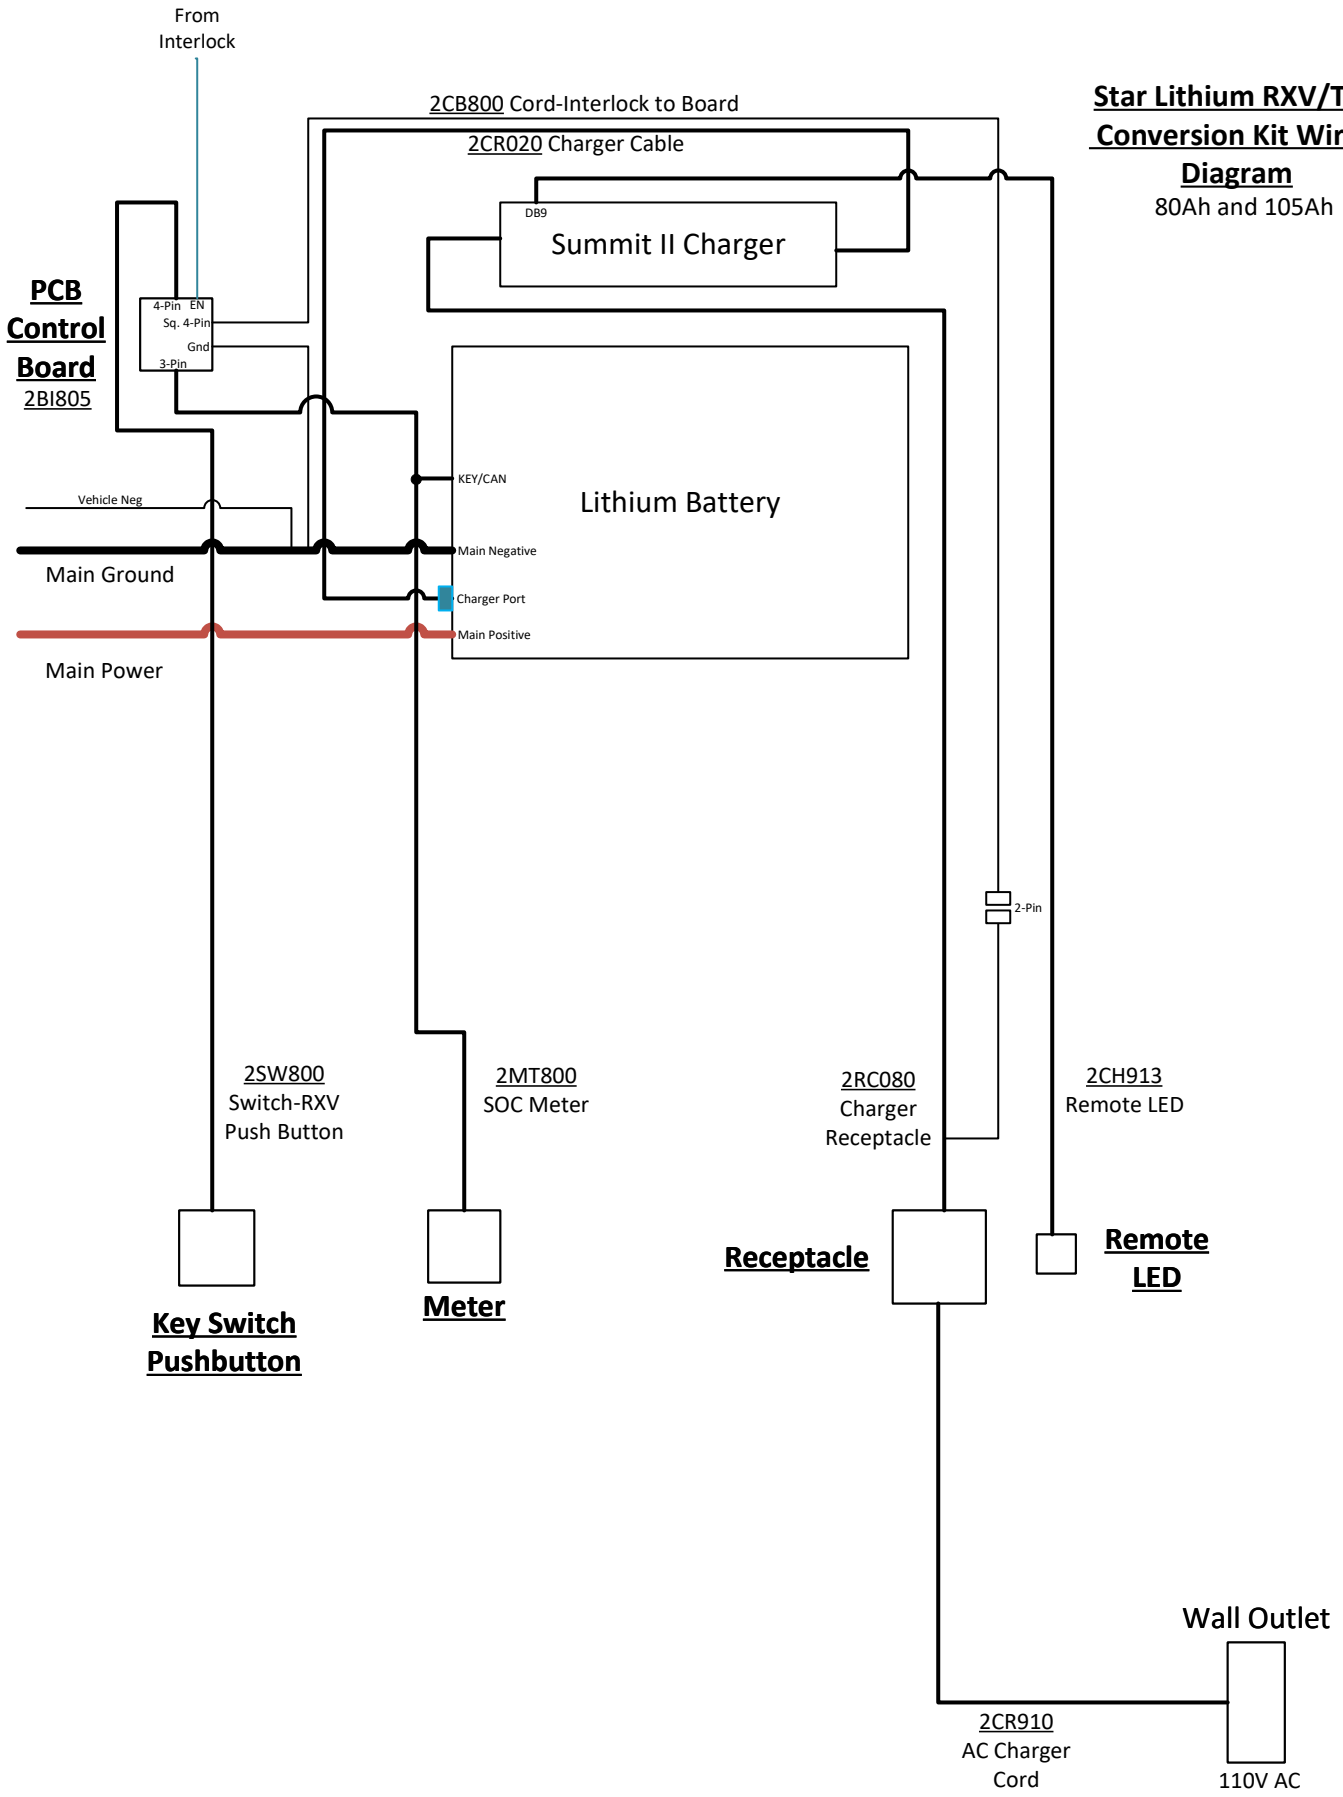 From
Interlock
Star Lithium RXV/T
Conversion Kit Wir
Diagram
80Ah and 105Ah
2CB800 Cord-Interlock to Board
2CR020 Charger Cable
DB9
Summit II Charger
PCB
Control
Board
2BI805
4-Pin EN
Sq. 4-Pin
Gnd
3-Pin
KEY/CAN
Lithium Battery
Vehicle Neg
Main Negative
Main Ground
Charger Port
Main Positive
Main Power
2-Pin
2SW800
Switch-RXV
Push Button
2MT800
SOC Meter
2RC080
Charger
Receptacle
2CH913
Remote LED
Key Switch
Pushbutton
Meter
Receptacle
Remote
LED
Wall Outlet
2CR910
AC Charger
Cord
110V AC